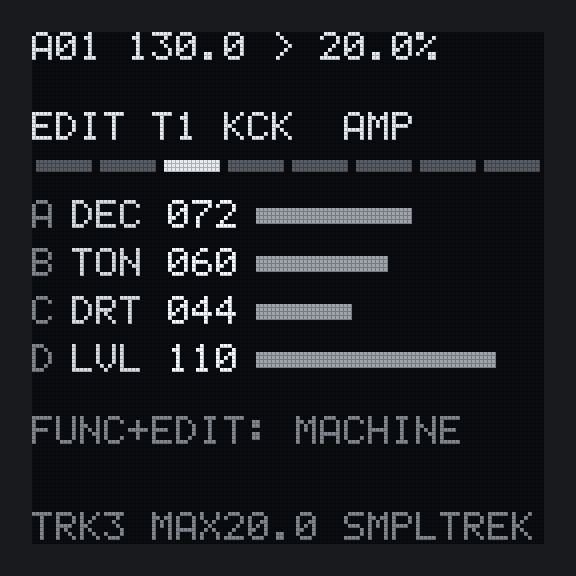 A01 130.0 > 20.0%
EDIT T1 KCK AMP
A DEC 072
B TON 060
C DRT 044
D LVL 110
FUNC+EDIT: MACHINE
TRK3 MAX20.0 SMPLTREK